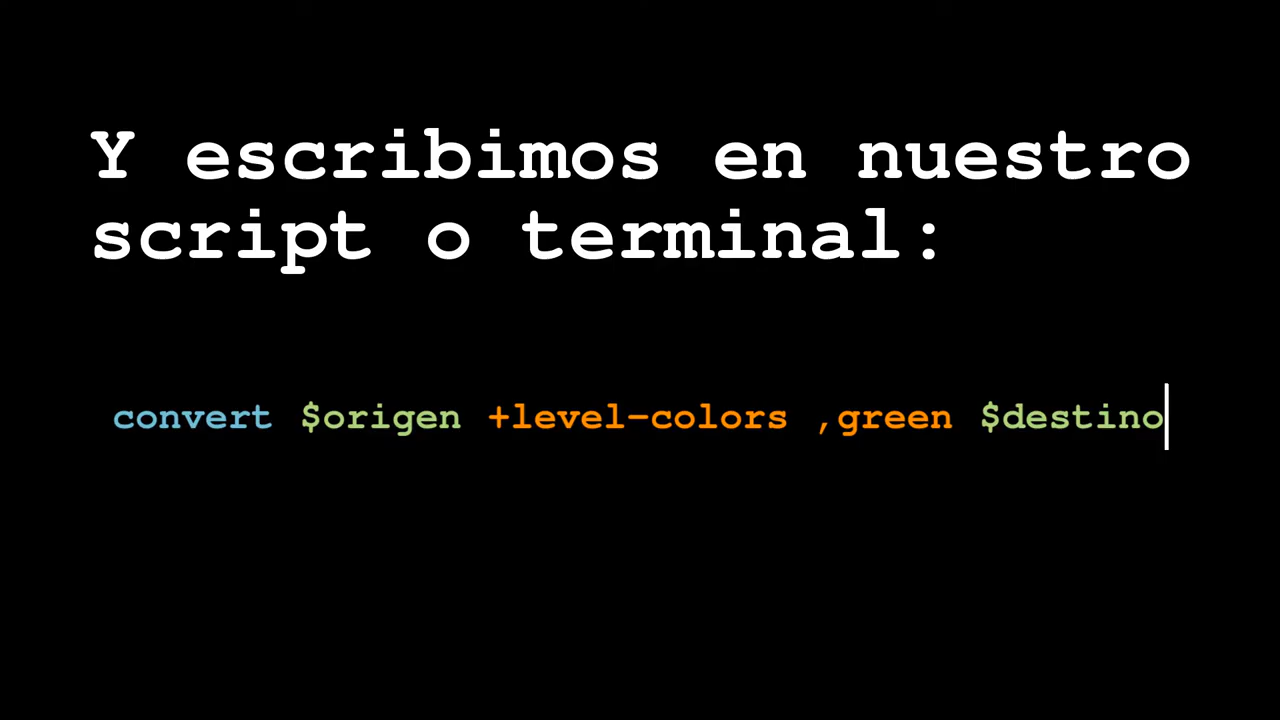 Y escribimos en nuestro
script o terminal:
convert $origen +level-colors ,green $destino